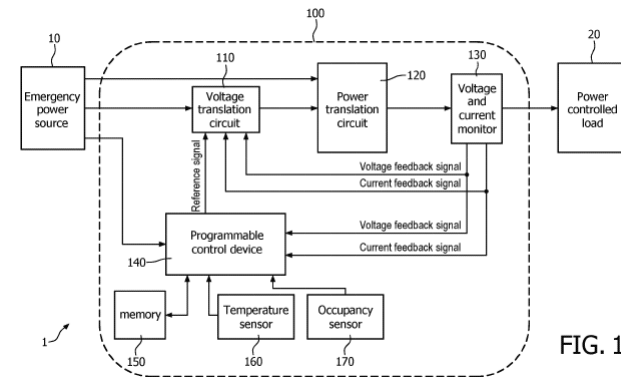 100
10
Emergency
power
source
110
Voltage
translation
circuit
Power
translation
circuit
120
130
Voltage
and
current
monitor
20
Power
controlled
load
Reference signal
Voltage feedback signal
Current feedback signal
Programmable
control device
140
Voltage feedback signal
Current feedback signal
memory
150
Temperature
sensor
160
Occupancy
sensor
170
1
FIG. 1